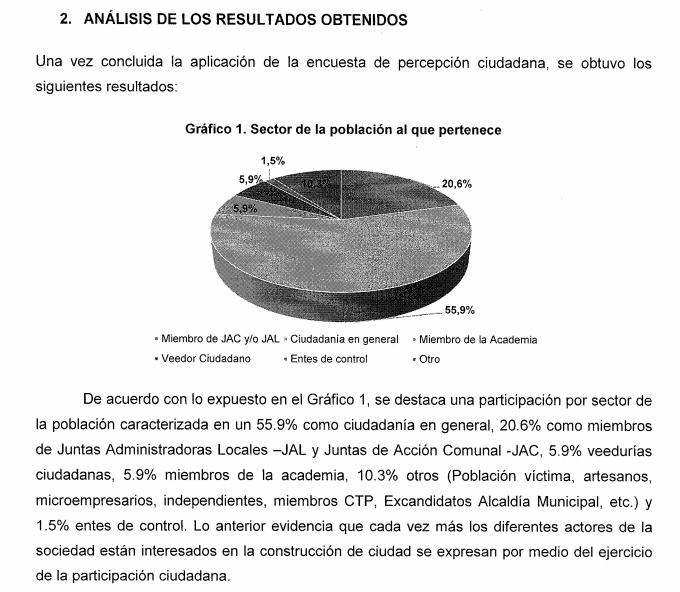 2. ANÁLISIS DE LOS RESULTADOS OBTENIDOS
Una vez concluida la aplicación de la encuesta de percepción ciudadana, se obtuvo los
siguientes resultados:
Gráfico 1. Sector de la población al que pertenece
1,5%
5,9%
10,3%
20,6%
5,9%
55,9%
▪ Miembro de JAC y/o JAL ▪ Ciudadanía en general ▪ Miembro de la Academia
▪ Veedor Ciudadano ▪ Entes de control ▪ Otro
De acuerdo con lo expuesto en el Gráfico 1, se destaca una participación por sector de
la población caracterizada en un 55.9% como ciudadanía en general, 20.6% como miembros
de Juntas Administradoras Locales –JAL y Juntas de Acción Comunal -JAC, 5.9% veedurías
ciudadanas, 5.9% miembros de la academia, 10.3% otros (Población víctima, artesanos,
microempresarios, independientes, miembros CTP, Excandidatos Alcaldía Municipal, etc.) y
1.5% entes de control. Lo anterior evidencia que cada vez más los diferentes actores de la
sociedad están interesados en la construcción de ciudad se expresan por medio del ejercicio
de la participación ciudadana.